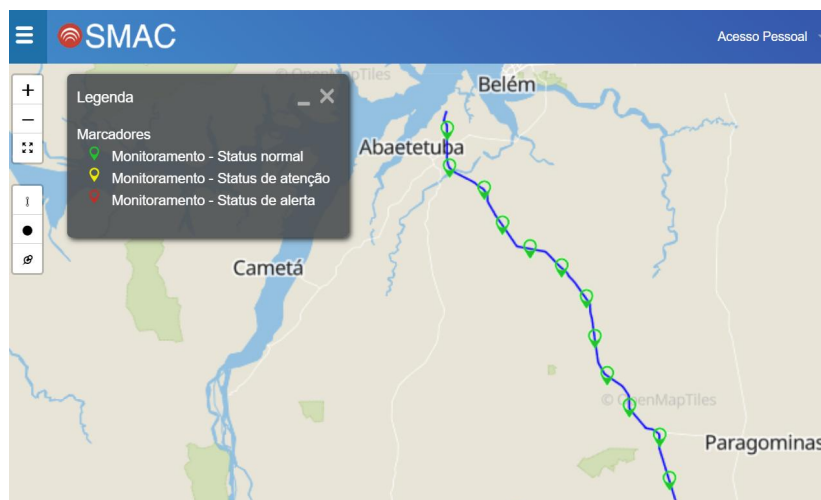 SMAC
Acesso Pessoal
© OpenMapTiles
Belém
Legenda
Marcadores
Monitoramento - Status normal
Monitoramento - Status de atenção
Monitoramento - Status de alerta
Abaetetuba
Cametá
© OpenMapTiles
Paragominas